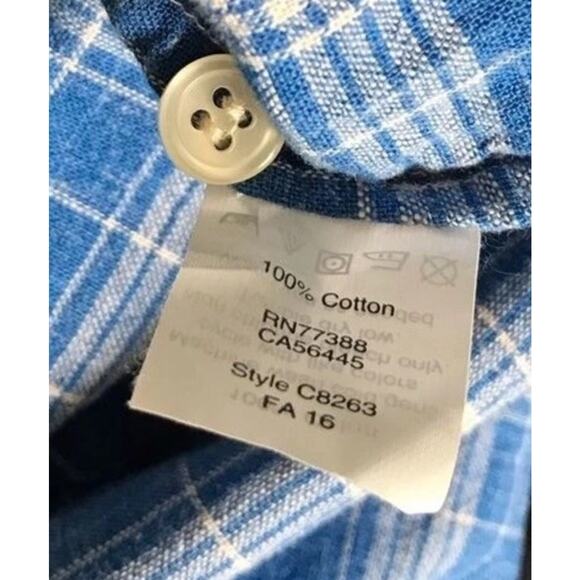 100% Cotton
RN77388
CA56445
Style C8263
FA 16